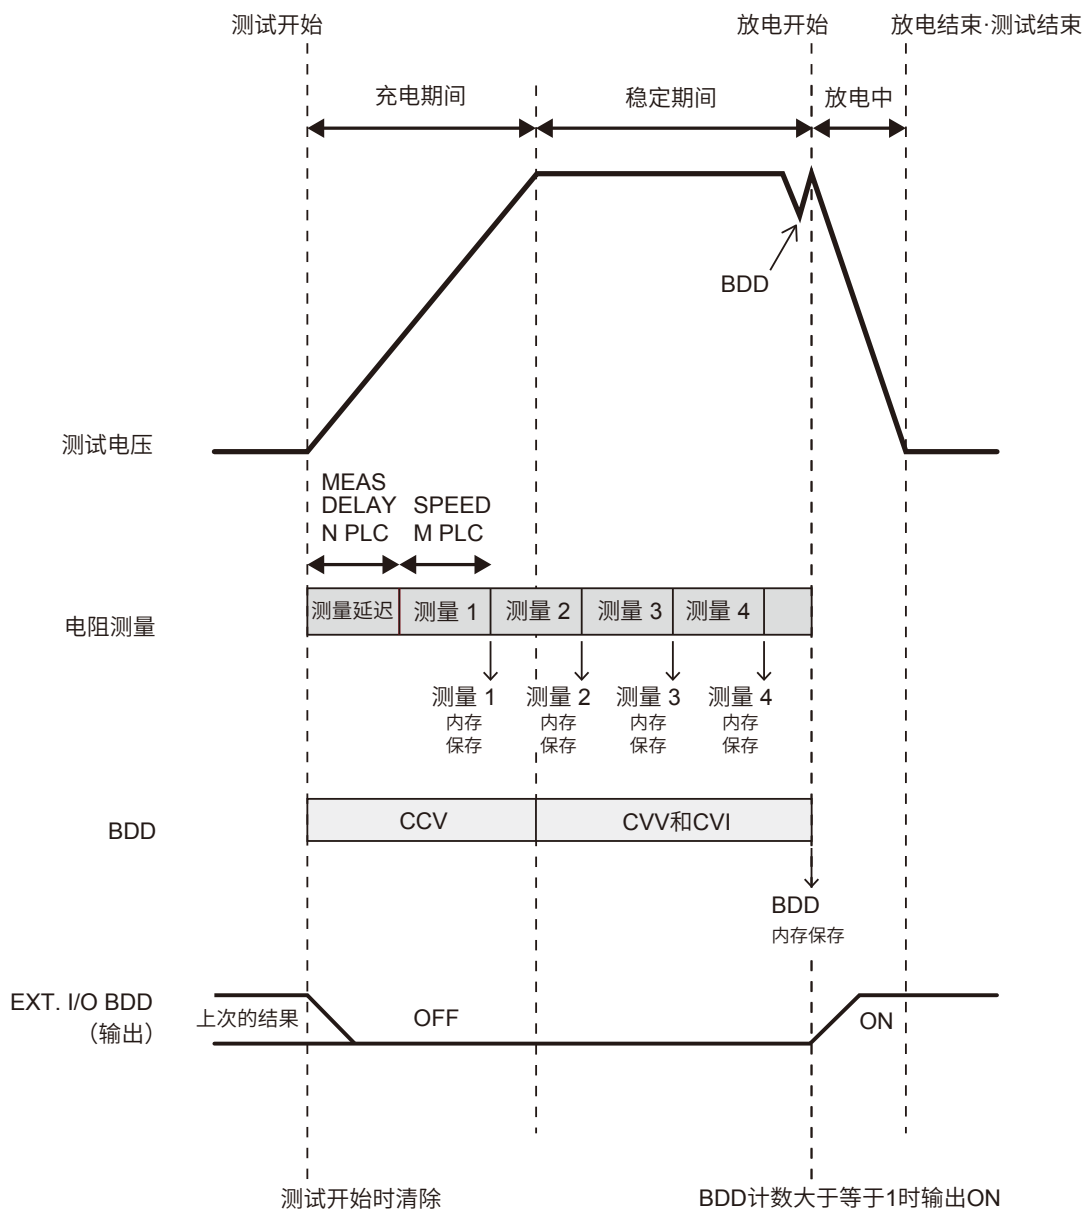 测试开始
放电开始
放电结束·测试结束
充电期间
稳定期间
放电中
BDD
测试电压
MEAS
DELAY
N PLC
SPEED
M PLC
电阻测量
测量延迟
测量 1
测量 2
测量 3
测量 4
测量 1
内存
保存
测量 2
内存
保存
测量 3
内存
保存
测量 4
内存
保存
BDD
CCV
CVV和CVI
BDD
内存保存
EXT. I/O BDD
（输出）
上次的结果
OFF
ON
测试开始时清除
BDD计数大于等于1时输出ON